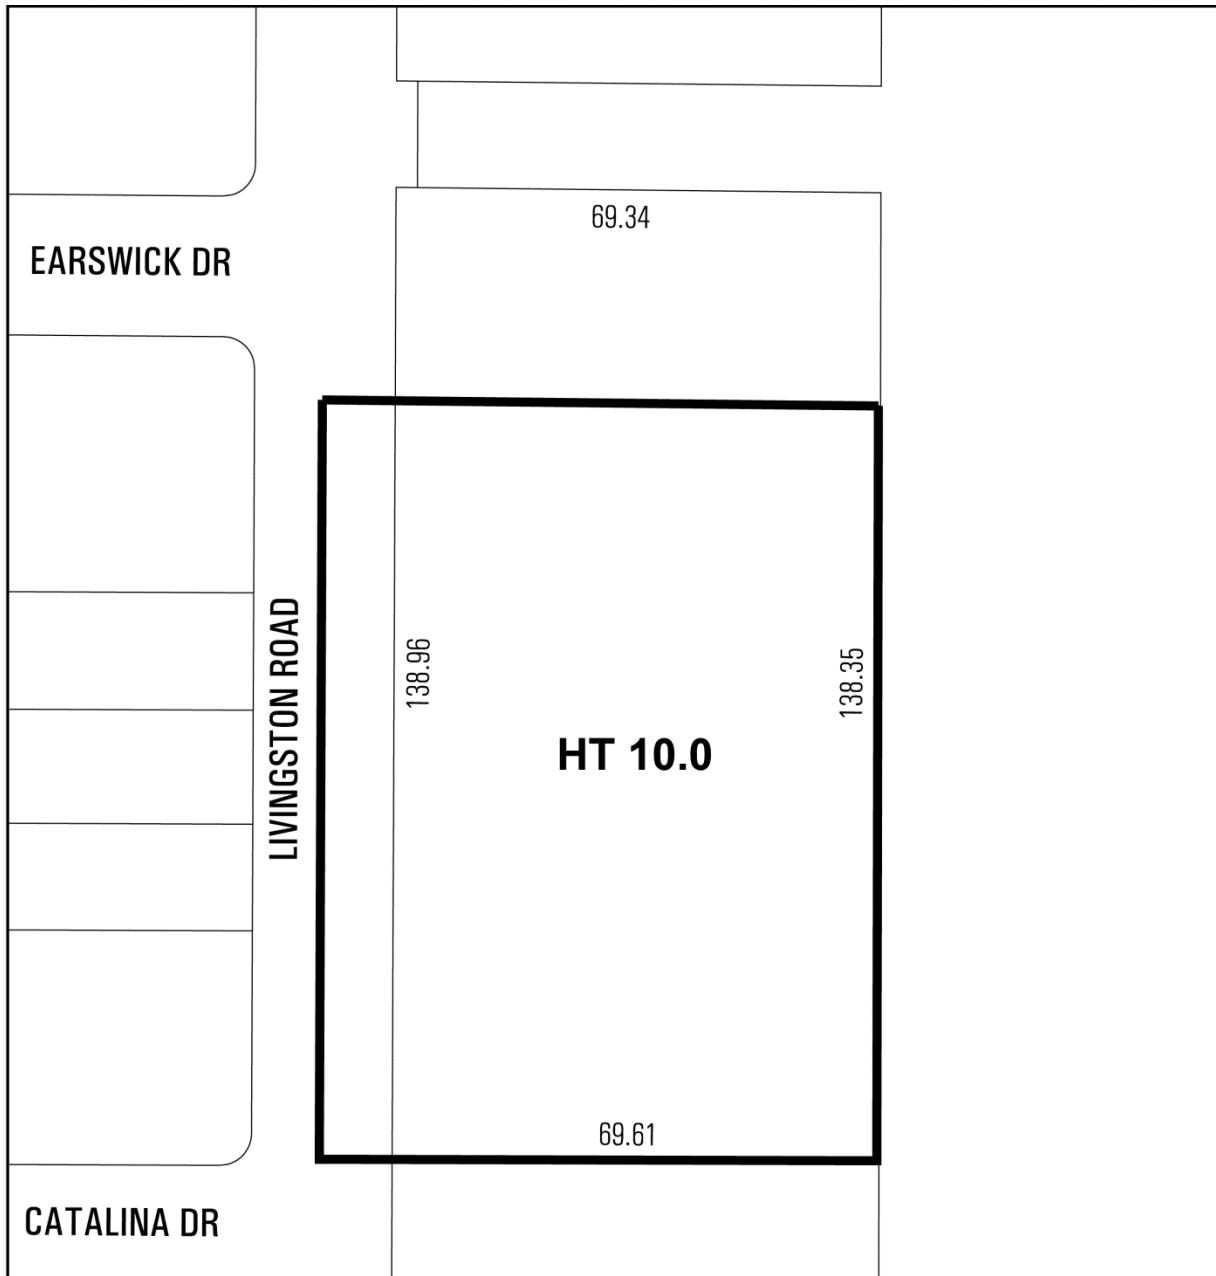 69.34
EARSWICK DR
LIVINGSTON ROAD
138.96
138.35
HT 10.0
69.61
CATALINA DR